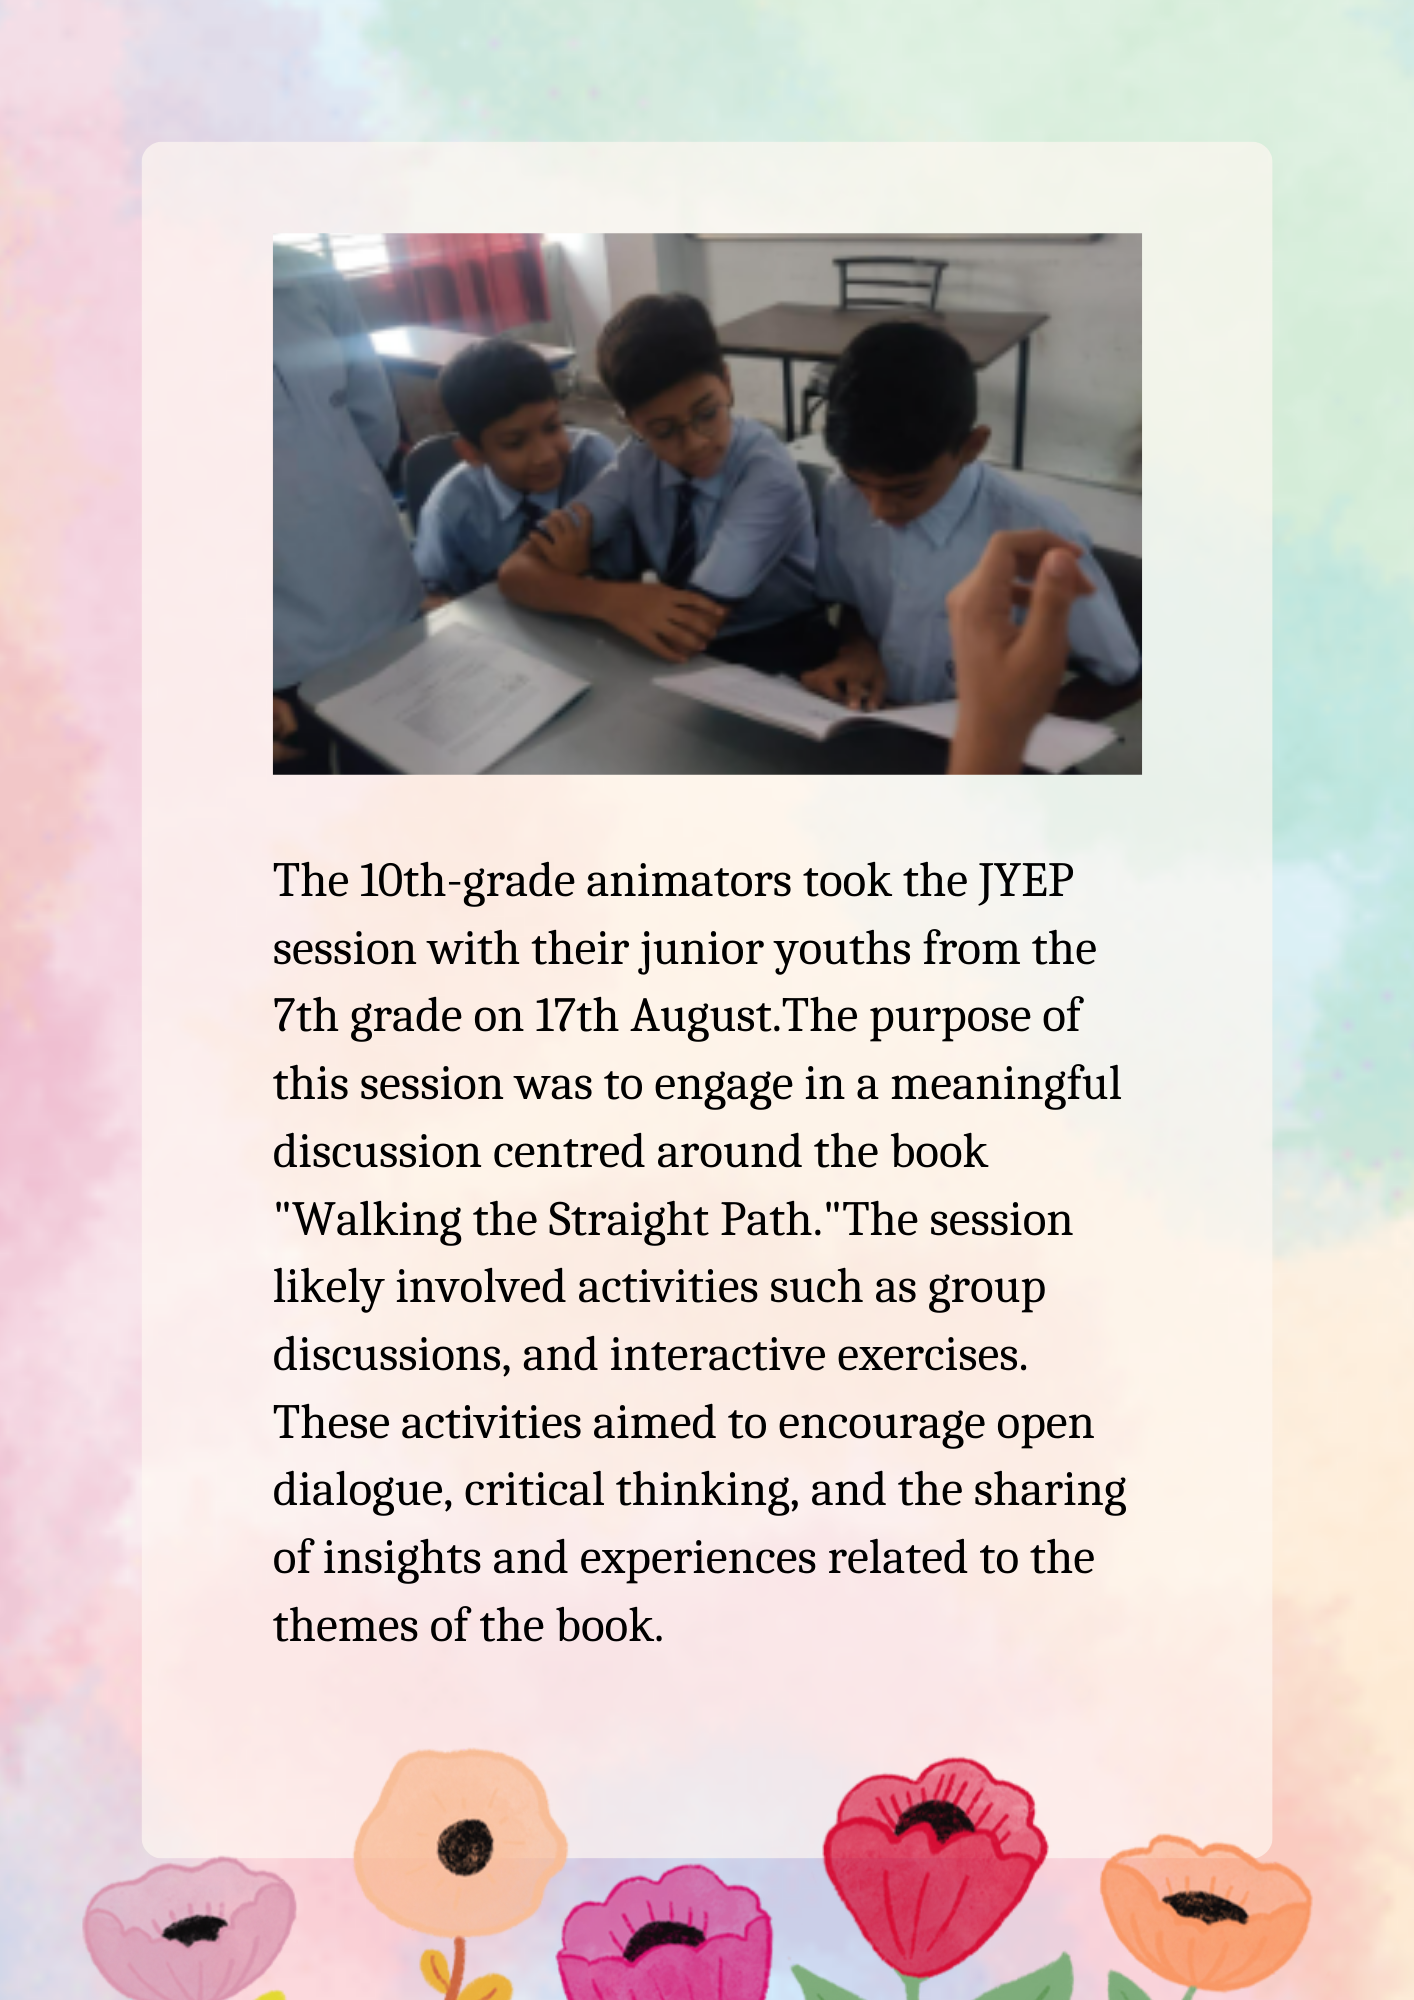 The 10th-grade animators took the JYEP
session with their junior youths from the
7th grade on 17th August.The purpose of
this session was to engage in a meaningful
discussion centred around the book
"Walking the Straight Path."The session
likely involved activities such as group
discussions, and interactive exercises.
These activities aimed to encourage open
dialogue, critical thinking, and the sharing
of insights and experiences related to the
themes of the book.